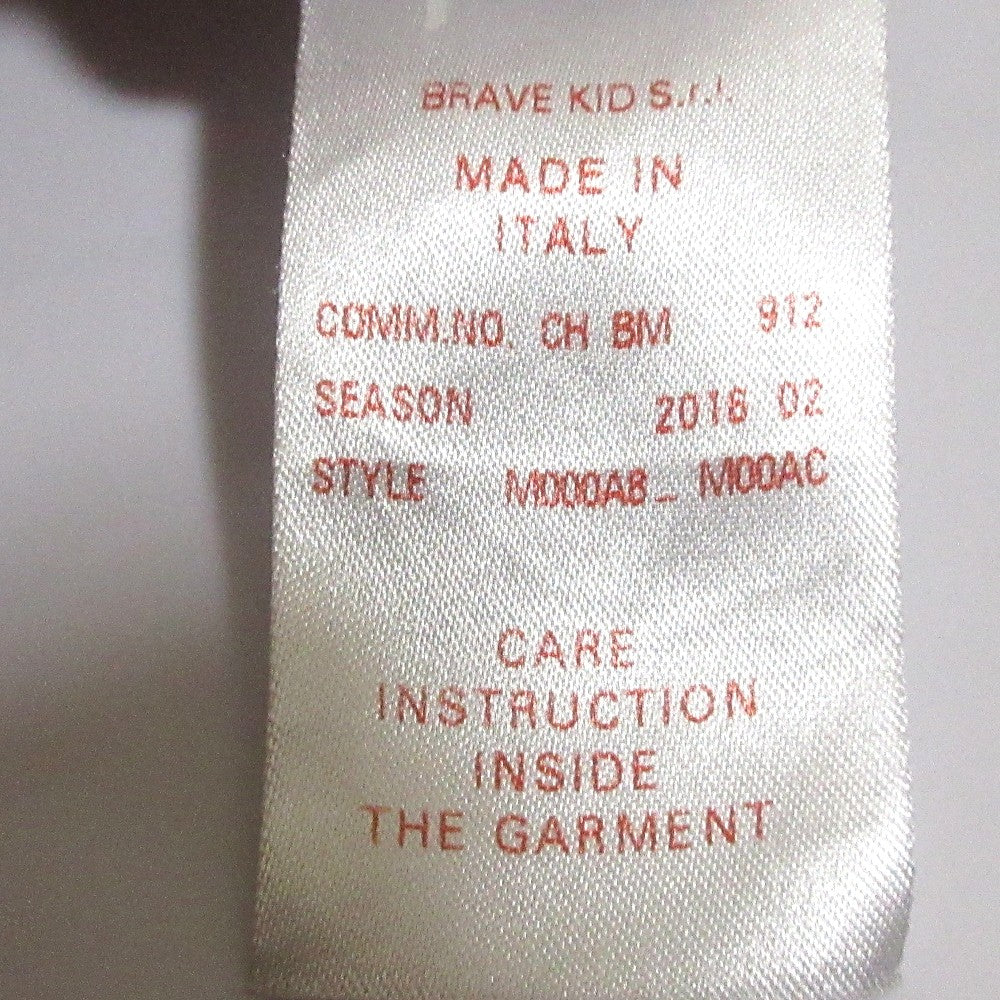 BRAVE KID S.r.l.
MADE IN
ITALY
COMM.NO. CH BM 912
SEASON 2016 02
STYLE M000A8_ M00AC
CARE
INSTRUCTION
INSIDE
THE GARMENT